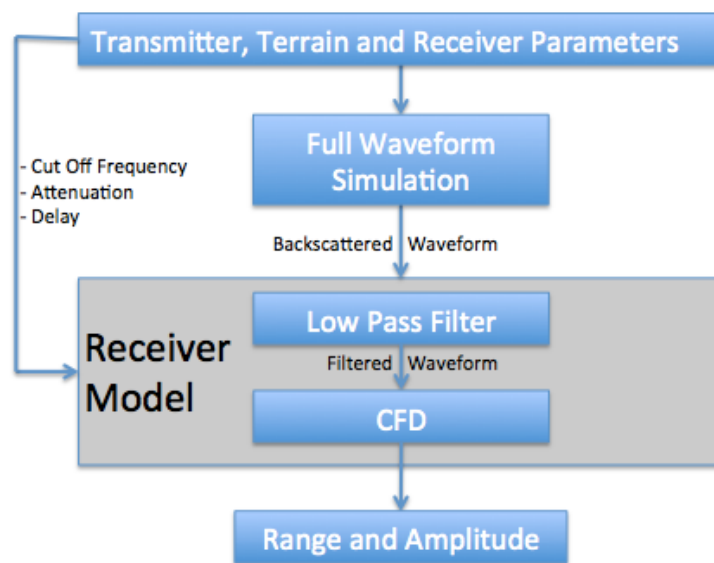 Transmitter, Terrain and Receiver Parameters
Full Waveform
Simulation
- Cut Off Frequency
- Attenuation
- Delay
Backscattered Waveform
Receiver
Model
Low Pass Filter
Filtered Waveform
CFD
Range and Amplitude